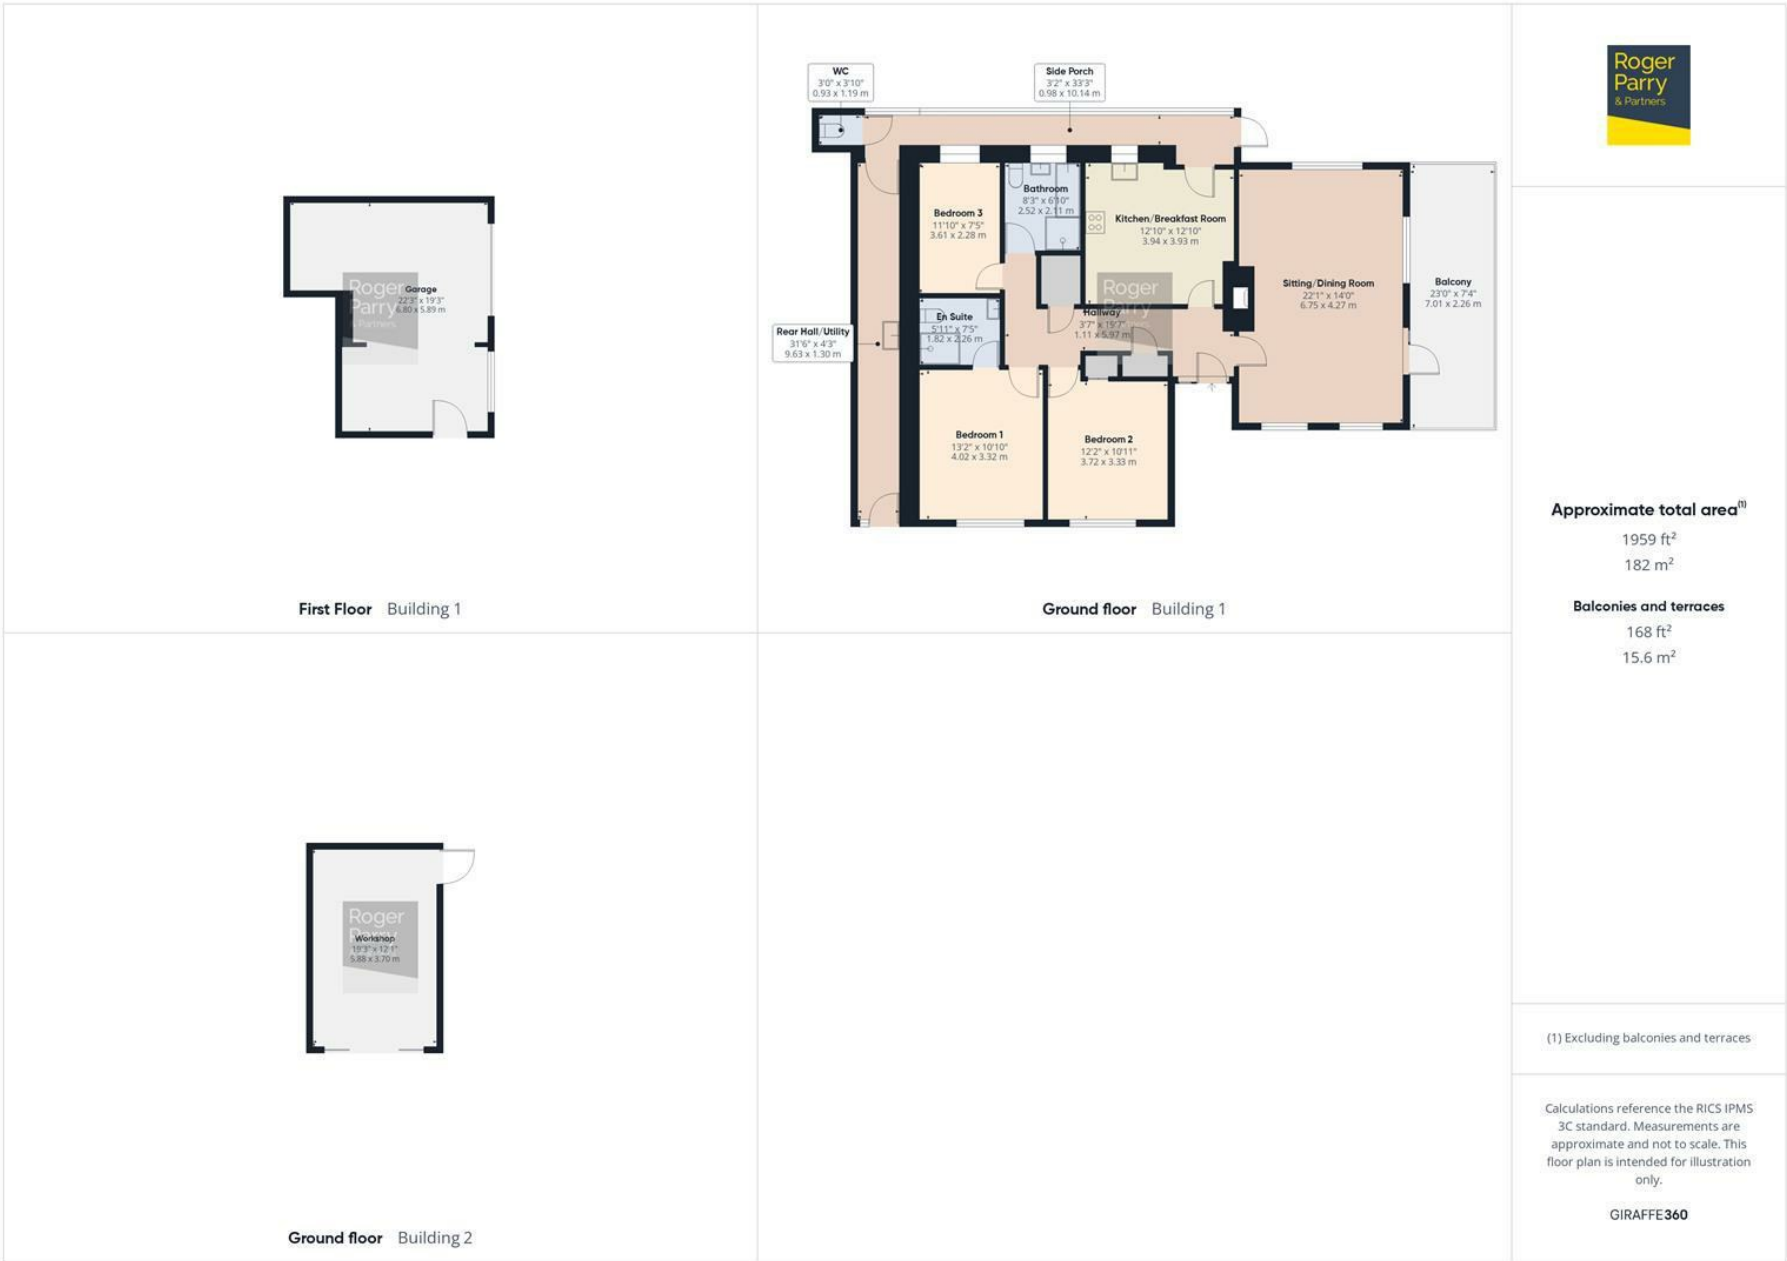 Roger
Parry
& Partners
WC
3'0" x 3'10"
0.93 x 1.19 m
Side Porch
3'2" x 33'3"
0.98 x 10.14 m
Bedroom 3
11'10" x 7'5"
3.61 x 2.28 m
Bathroom
8'3" x 6'10"
2.52 x 2.11 m
Kitchen/Breakfast Room
12'10" x 12'10"
3.94 x 3.93 m
Sitting/Dining Room
22'1" x 14'0"
6.75 x 4.27 m
Balcony
23'0" x 7'4"
7.01 x 2.26 m
Roger
Parry
Hallway
3'7" x 19'7"
1.11 x 5.97 m
En Suite
5'11" x 7'5"
1.82 x 2.26 m
Rear Hall/Utility
31'6" x 4'3"
9.63 x 1.30 m
Bedroom 1
13'2" x 10'10"
4.02 x 3.32 m
Bedroom 2
12'2" x 10'11"
3.72 x 3.33 m
Roger
Parry
& Partners
Garage
22'3" x 19'3"
6.80 x 5.89 m
First Floor Building 1
Ground floor Building 1
Roger
Parry
Workshop
19'3" x 12'1"
5.88 x 3.70 m
Ground floor Building 2
Approximate total area(1)
1959 ft²
182 m²
Balconies and terraces
168 ft²
15.6 m²
(1) Excluding balconies and terraces
Calculations reference the RICS IPMS
3C standard. Measurements are
approximate and not to scale. This
floor plan is intended for illustration
only.
GIRAFFE360